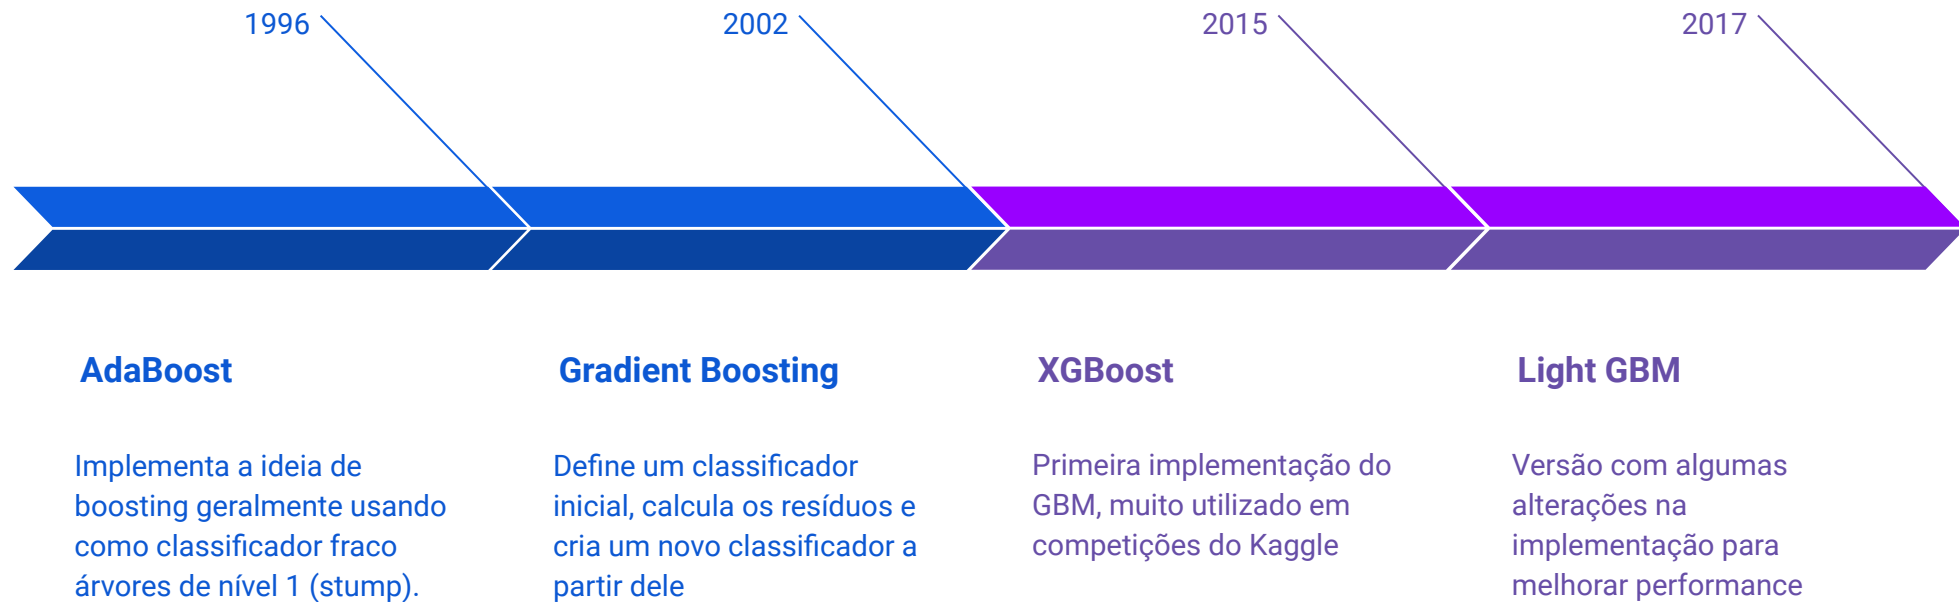 1996
2002
2015
2017
AdaBoost
Implementa a ideia de
boosting geralmente usando
como classificador fraco
árvores de nível 1 (stump).
Gradient Boosting
Define um classificador
inicial, calcula os resíduos e
cria um novo classificador a
partir dele
XGBoost
Primeira implementação do
GBM, muito utilizado em
competições do Kaggle
Light GBM
Versão com algumas
alterações na
implementação para
melhorar performance